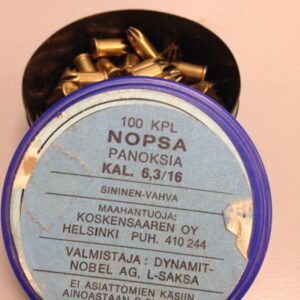 100 KPL
NOPSA
PANOKSIA
KAL. 6,3/16
SININEN-VAHVA
MAAHANTUOJA:
KOSKENSAAREN OY
HELSINKI PUH. 410 244
VALMISTAJA: DYNAMIT-
NOBEL AG, L-SAKSA
EI ASIATTOMIEN KÄSIIN
AINOASTAAN